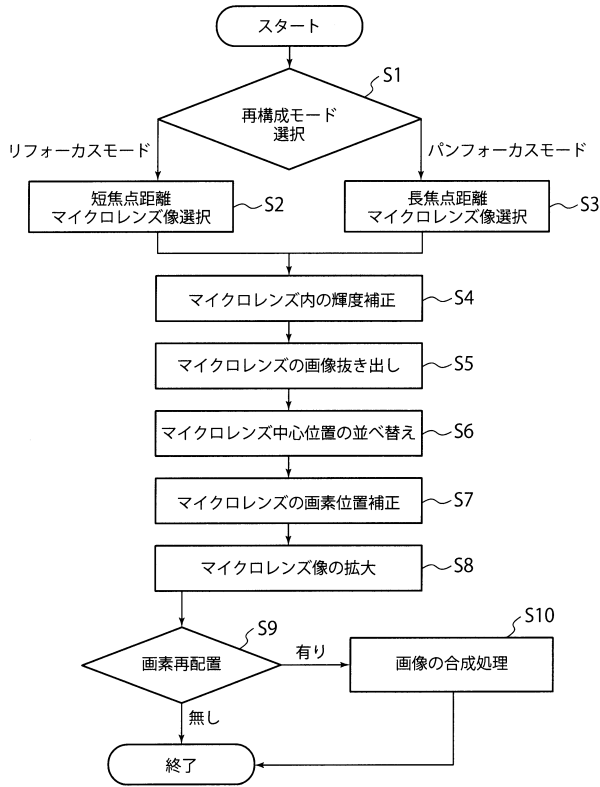 スタート
S1
再構成モード
選択
リフォーカスモード
パンフォーカスモード
短焦点距離
マイクロレンズ像選択
S2
長焦点距離
マイクロレンズ像選択
S3
マイクロレンズ内の輝度補正
S4
マイクロレンズの画像抜き出し
S5
マイクロレンズ中心位置の並べ替え
S6
マイクロレンズの画素位置補正
S7
マイクロレンズ像の拡大
S8
S9
画素再配置
有り
S10
画像の合成処理
無し
終了